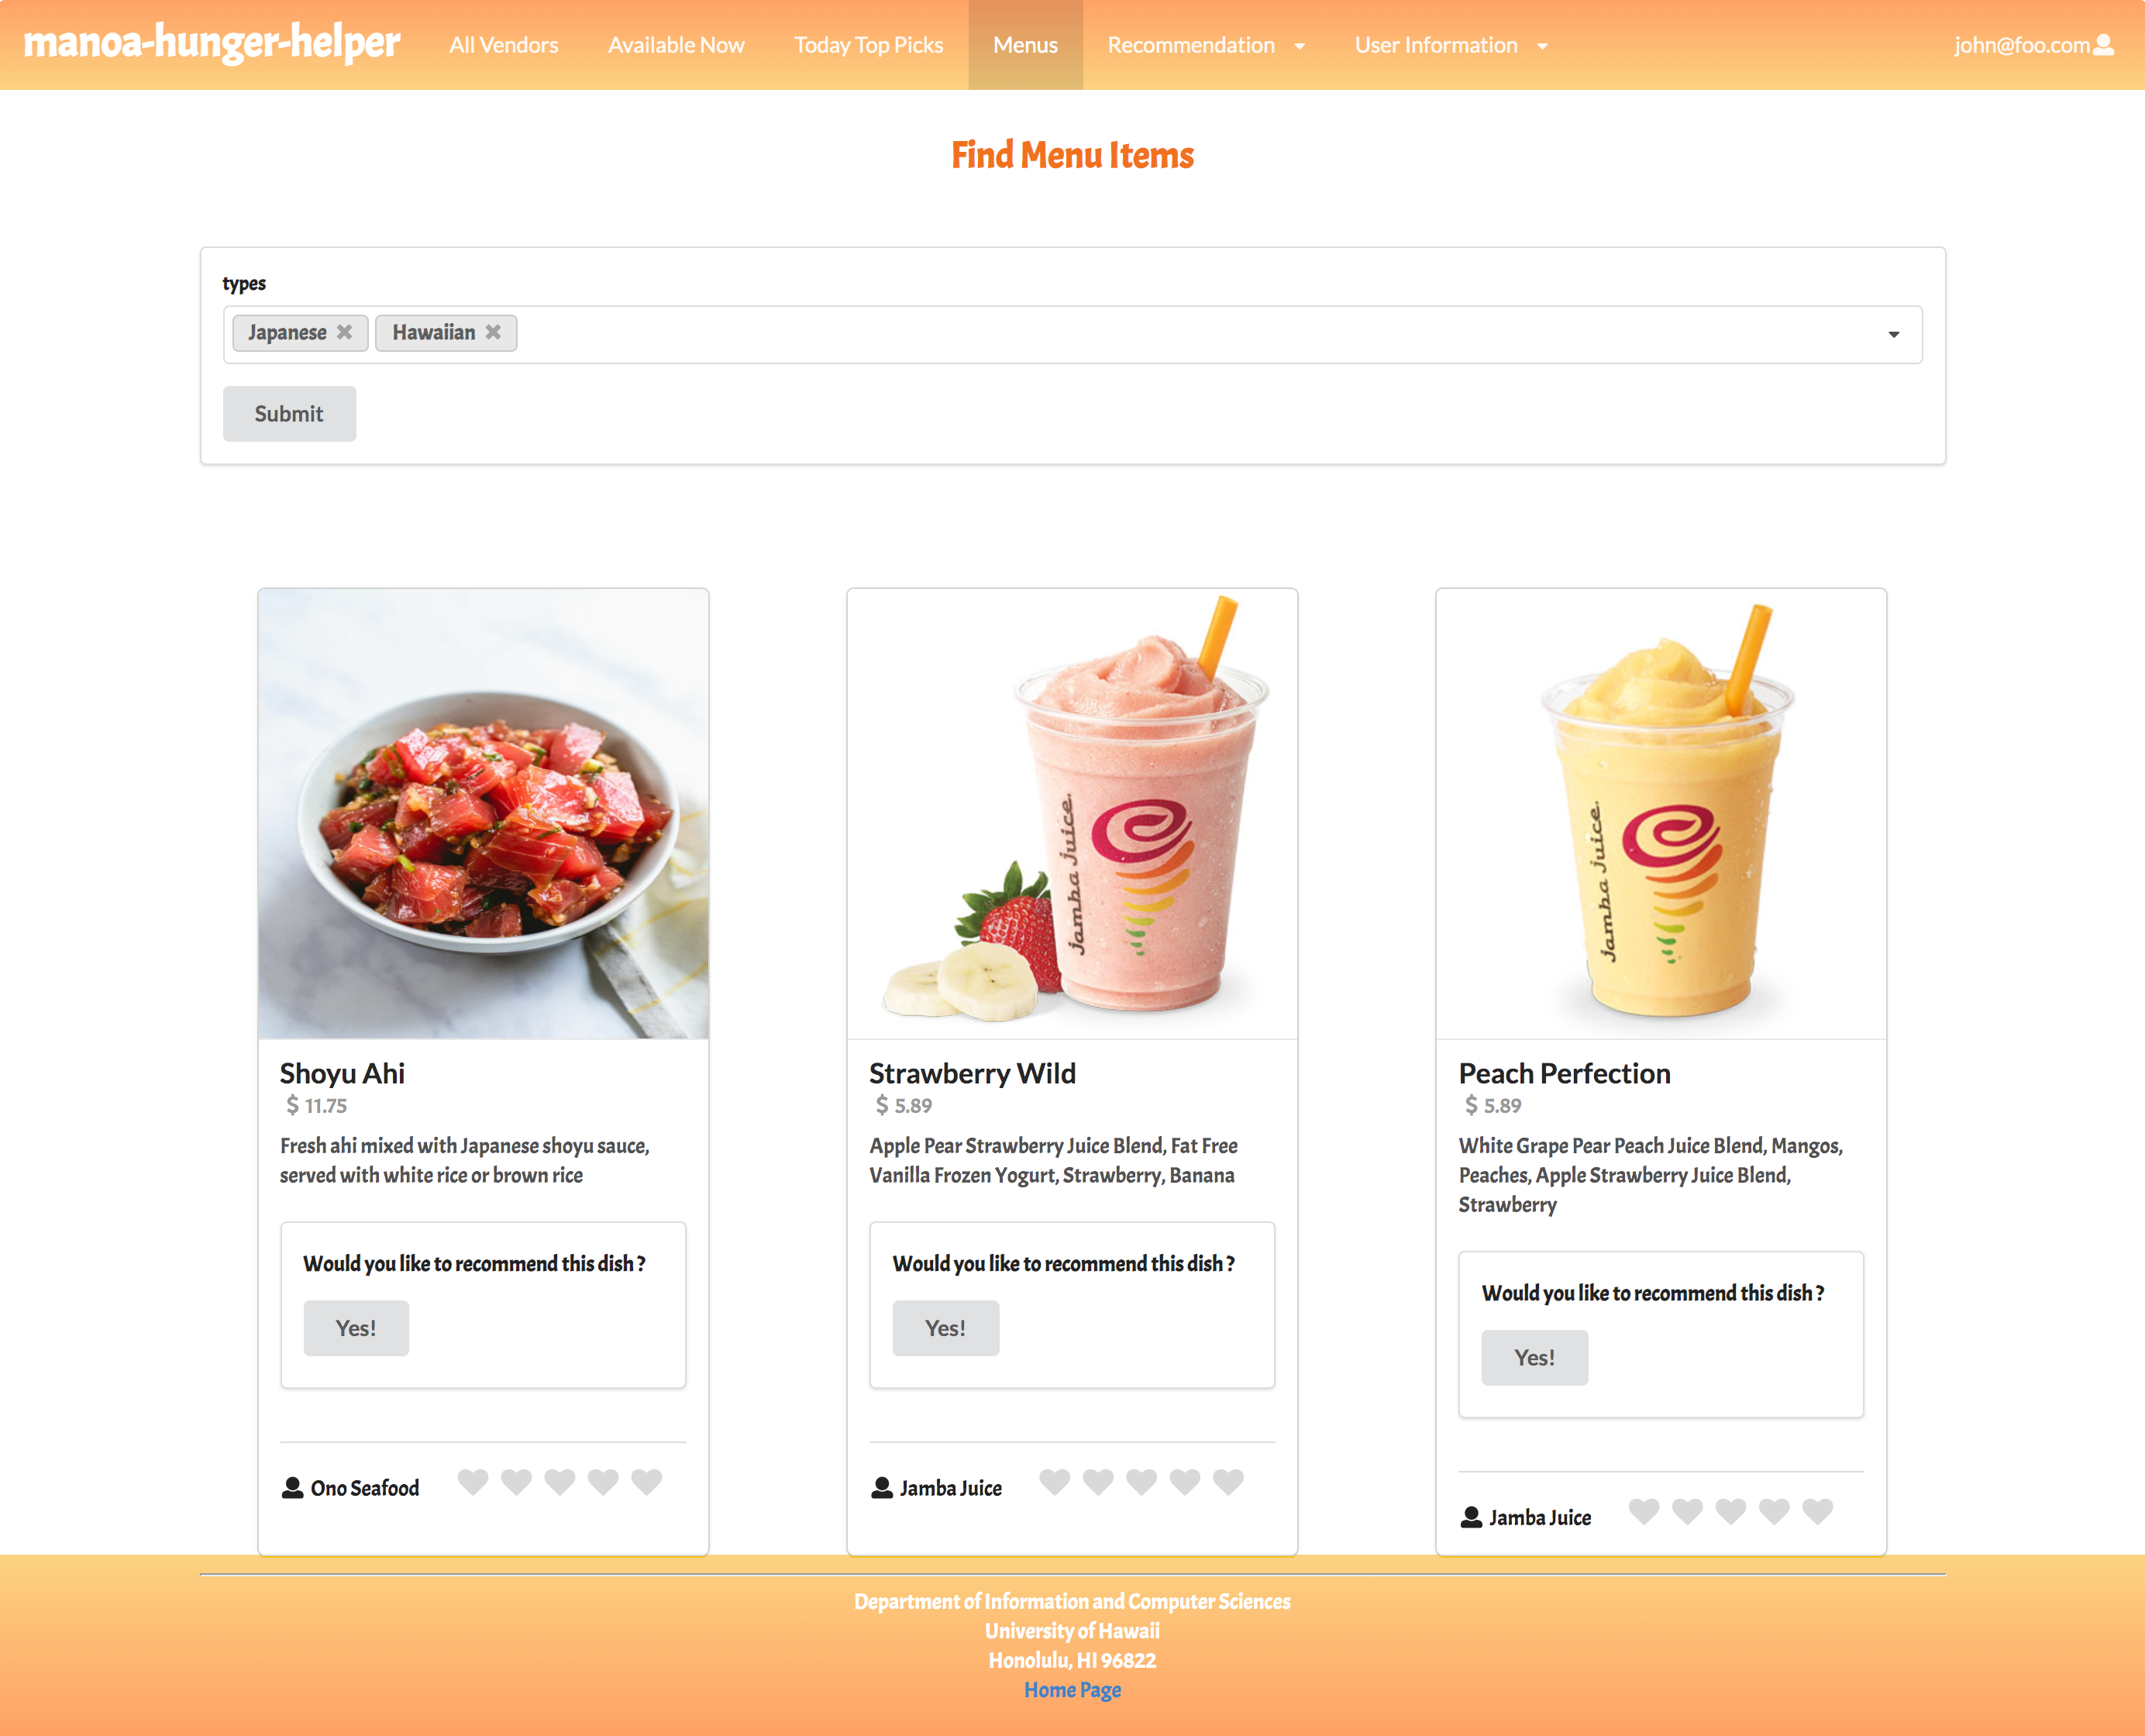 manoa-hunger-helper All Vendors Available Now Today Top Picks Menus Recommendation User Information john@foo.com
Find Menu Items
types
Japanese Hawaiian
Submit
jamba juice.
jamba juice.
Shoyu Ahi
$ 11.75
Fresh ahi mixed with Japanese shoyu sauce,
served with white rice or brown rice
Would you like to recommend this dish ?
Yes!
Ono Seafood
Strawberry Wild
$ 5.89
Apple Pear Strawberry Juice Blend, Fat Free
Vanilla Frozen Yogurt, Strawberry, Banana
Would you like to recommend this dish ?
Yes!
Jamba Juice
Peach Perfection
$ 5.89
White Grape Pear Peach Juice Blend, Mangos,
Peaches, Apple Strawberry Juice Blend,
Strawberry
Would you like to recommend this dish ?
Yes!
Jamba Juice
Department of Information and Computer Sciences
University of Hawaii
Honolulu, HI 96822
Home Page